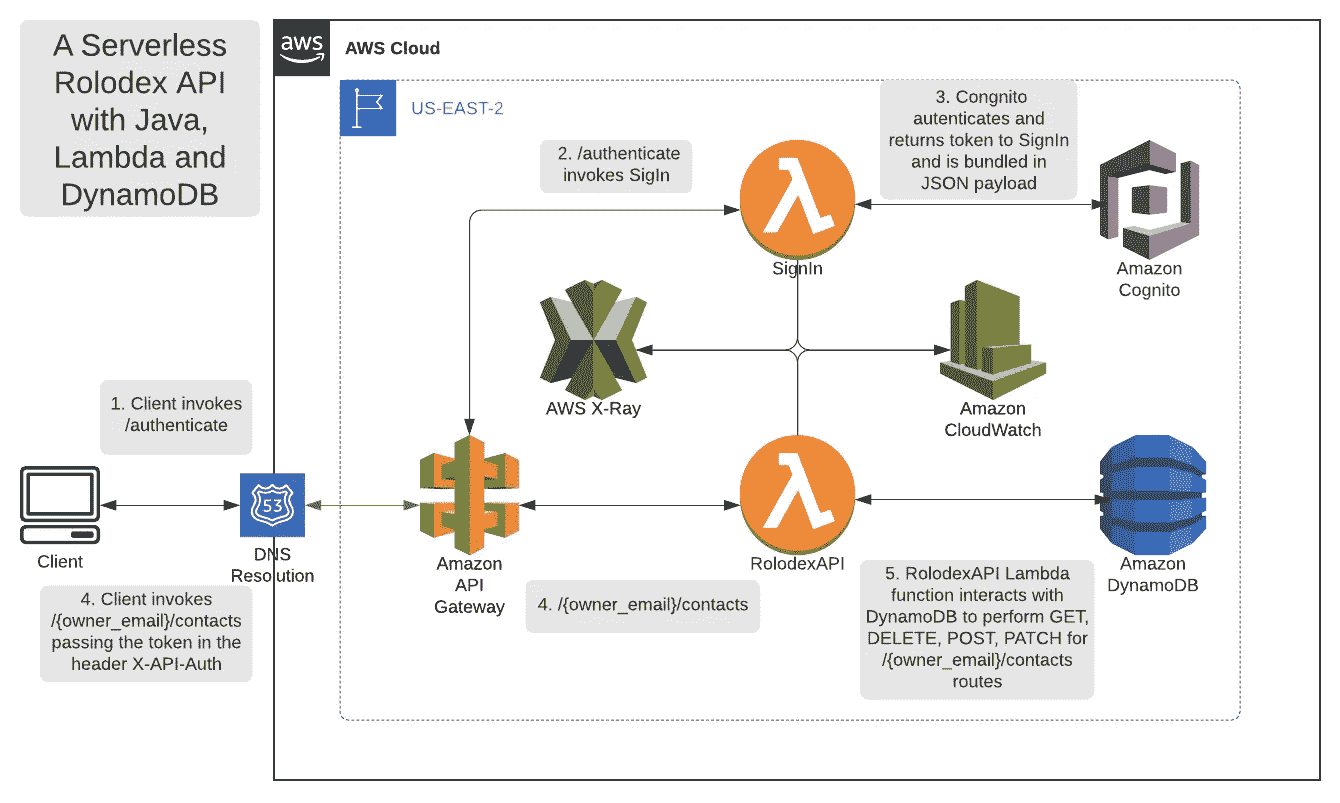 A Serverless
Rolodex API
with Java,
Lambda and
DynamoDB
aws
AWS Cloud
US-EAST-2
2. /authenticate
invokes SigIn
3. Congnito
autenticates and
returns token to SignIn
and is bundled in
JSON payload
SignIn
Amazon
Cognito
AWS X-Ray
Amazon
CloudWatch
1. Client invokes
/authenticate
Client
53
DNS
Resolution
Amazon
API
Gateway
RolodexAPI
Amazon
DynamoDB
4. Client invokes
/{owner_email}/contacts
passing the token in the
header X-API-Auth
4. /{owner_email}/contacts
5. RolodexAPI Lambda
function interacts with
DynamoDB to perform GET,
DELETE, POST, PATCH for
/{owner_email}/contacts
routes